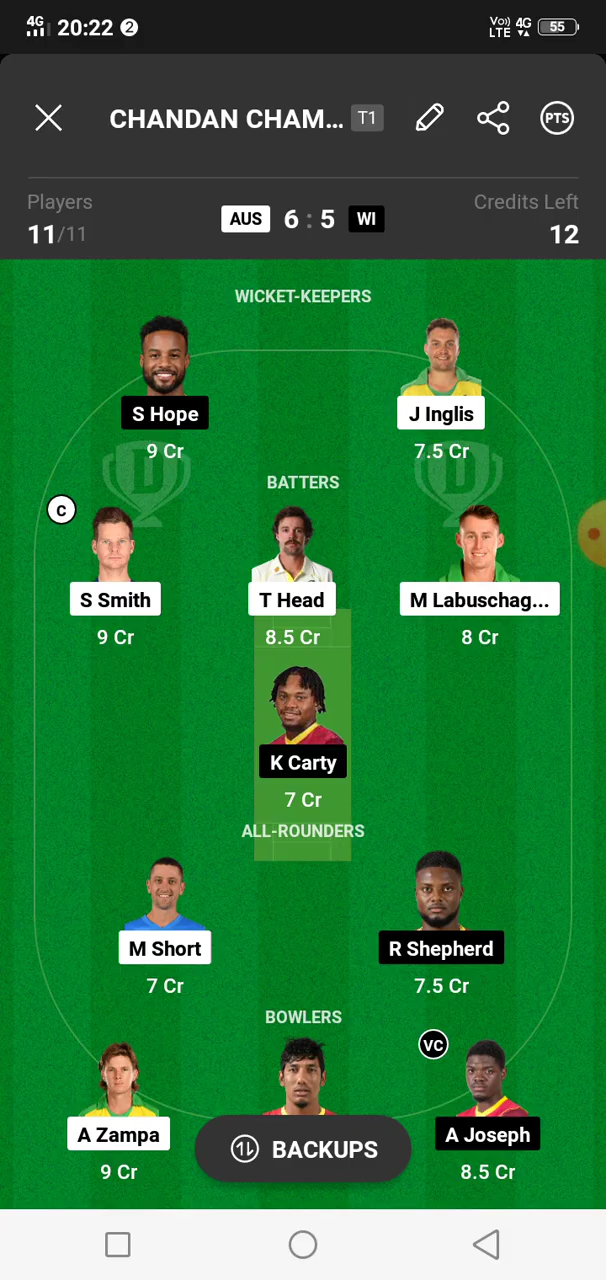 4G 20:22 2 Vo)) LTE 4G 55
CHANDAN CHAM... T1 PTS
Players Credits Left
11/11 AUS 6 : 5 WI 12
WICKET-KEEPERS
S Hope J Inglis
9 Cr 7.5 Cr
BATTERS
C
S Smith T Head M Labuschag...
9 Cr 8.5 Cr 8 Cr
K Carty
7 Cr
ALL-ROUNDERS
M Short R Shepherd
7 Cr 7.5 Cr
BOWLERS
VC
A Zampa BACKUPS A Joseph
9 Cr 8.5 Cr